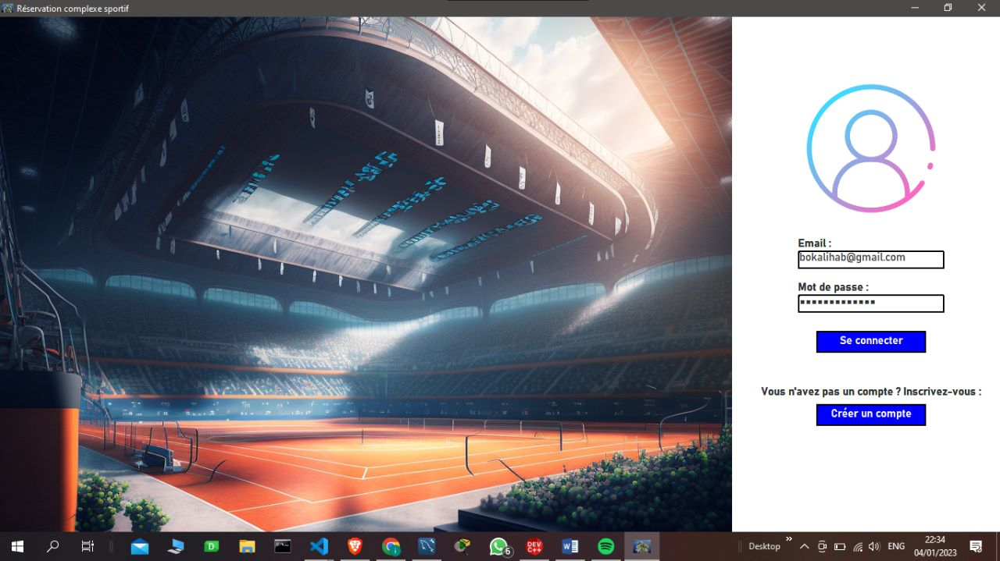 Réservation complexe sportif
Email :
bokalihab@gmail.com
Mot de passe :
Se connecter
Vous n'avez pas un compte ? Inscrivez-vous :
Créer un compte
D
6
DEV
C++
W
Desktop
ENG
22:34
04/01/2023